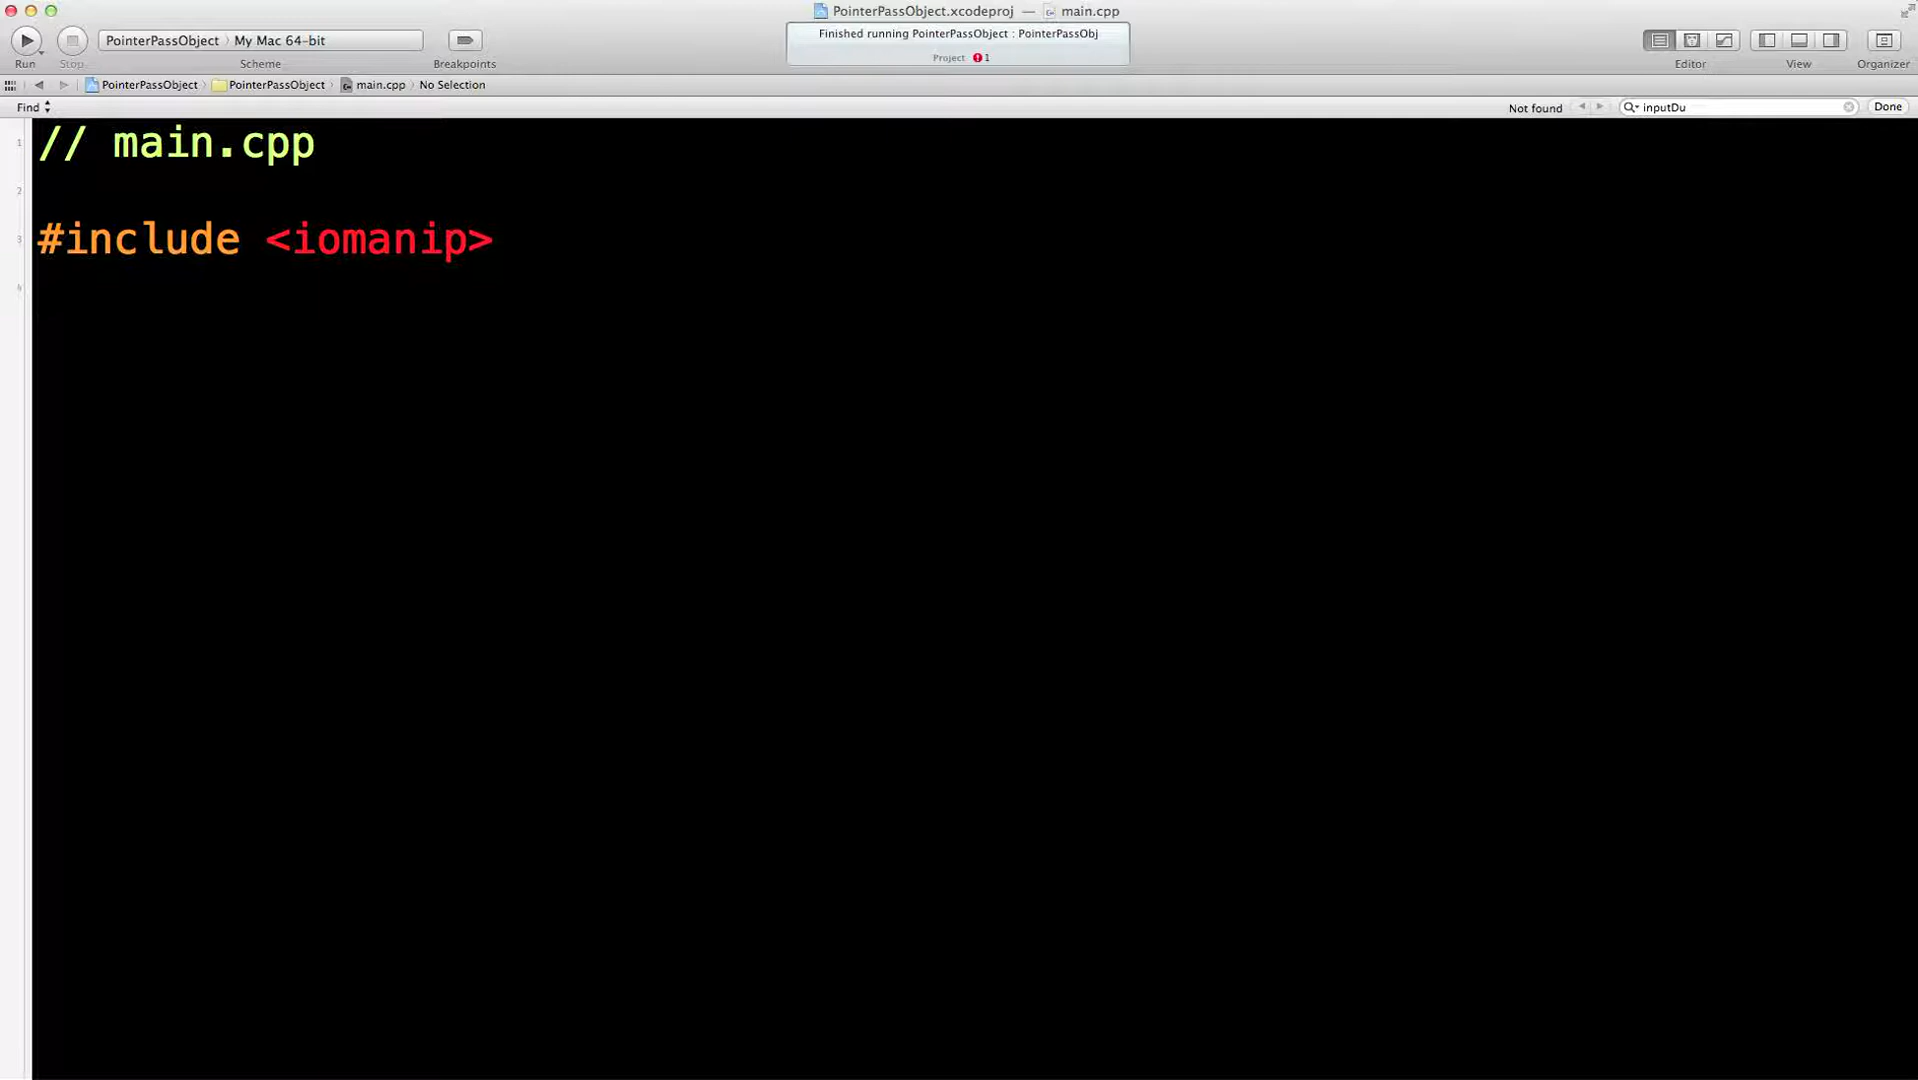 PointerPassObject.xcodeproj — main.cpp
PointerPassObject 〉 My Mac 64-bit
Finished running PointerPassObject : PointerPassObj
Project 1
Run Stop Scheme Breakpoints Editor View Organizer
PointerPassObject 〉 PointerPassObject 〉 main.cpp 〉 No Selection
Find Not found inputDu Done
1 // main.cpp
2
3 #include <iomanip>
4